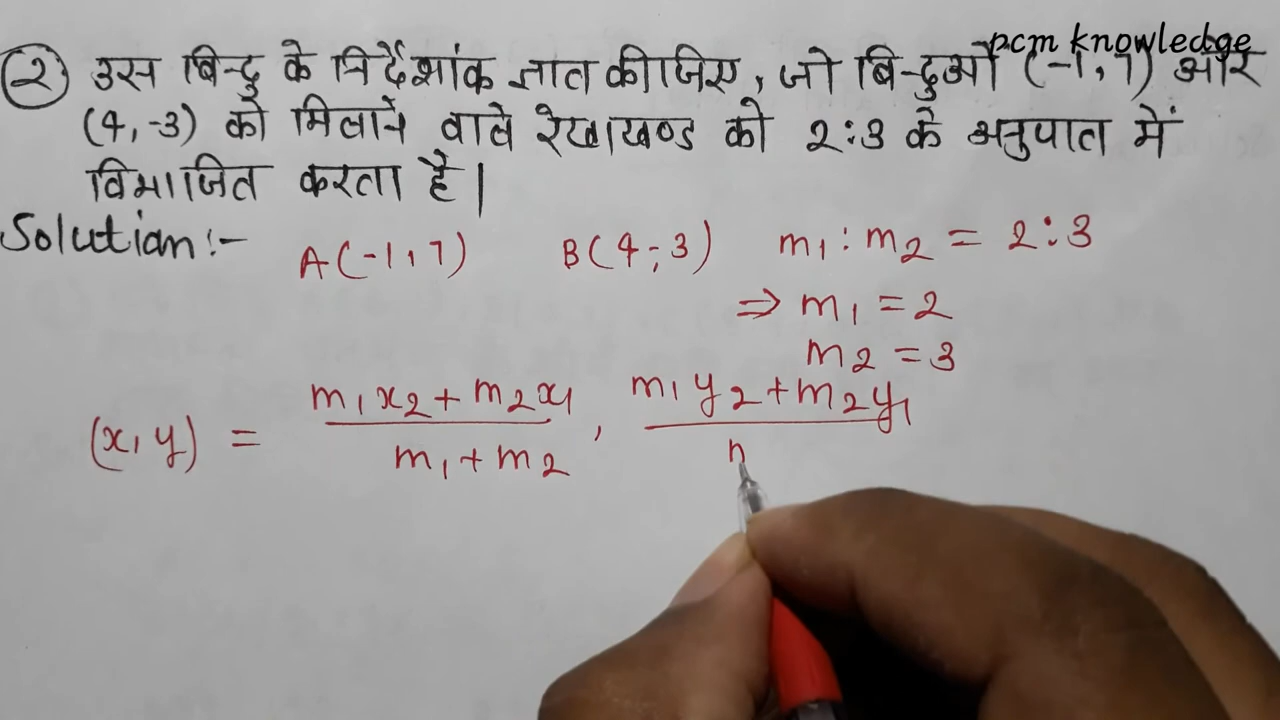 pcm knowledge
२ उस बिन्दु के निर्देशांक ज्ञात कीजिए, जो बिन्दुओं (-1,7) और
(4,-3) को मिलाने वाले रेखाखण्ड को 2:3 के अनुपात में
विभाजित करता है।
Solution:-
A(-1,7) B(4,-3) m₁:m₂ = 2:3
⇒ m₁ = 2
m₂ = 3
(x,y) = (m₁x₂+m₂x₁)/(m₁+m₂), (m₁y₂+m₂y₁)/n